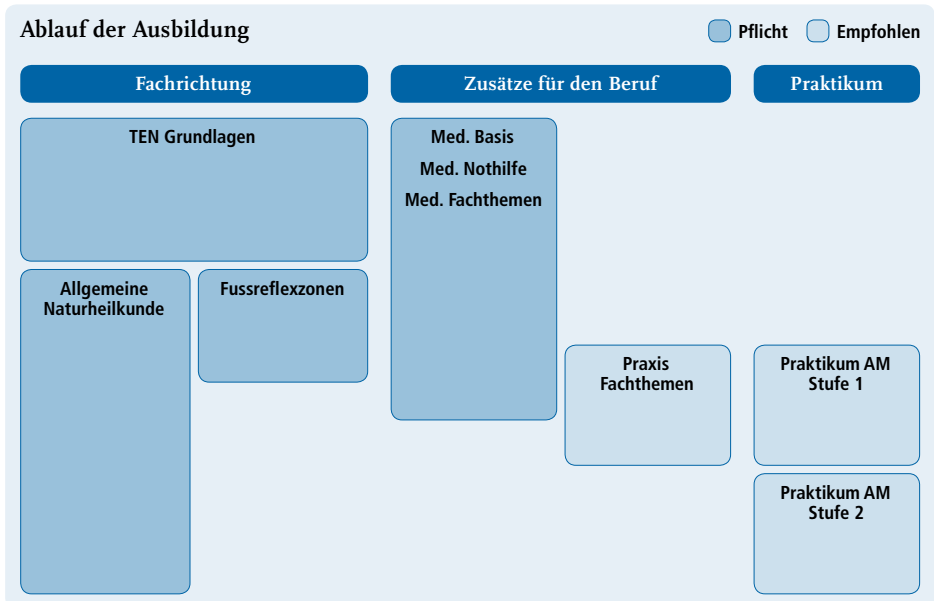 Ablauf der Ausbildung
Pflicht
Empfohlen
Fachrichtung
Zusätze für den Beruf
Praktikum
TEN Grundlagen
Med. Basis
Med. Nothilfe
Med. Fachthemen
Allgemeine
Naturheilkunde
Fussreflexzonen
Praxis
Fachthemen
Praktikum AM
Stufe 1
Praktikum AM
Stufe 2